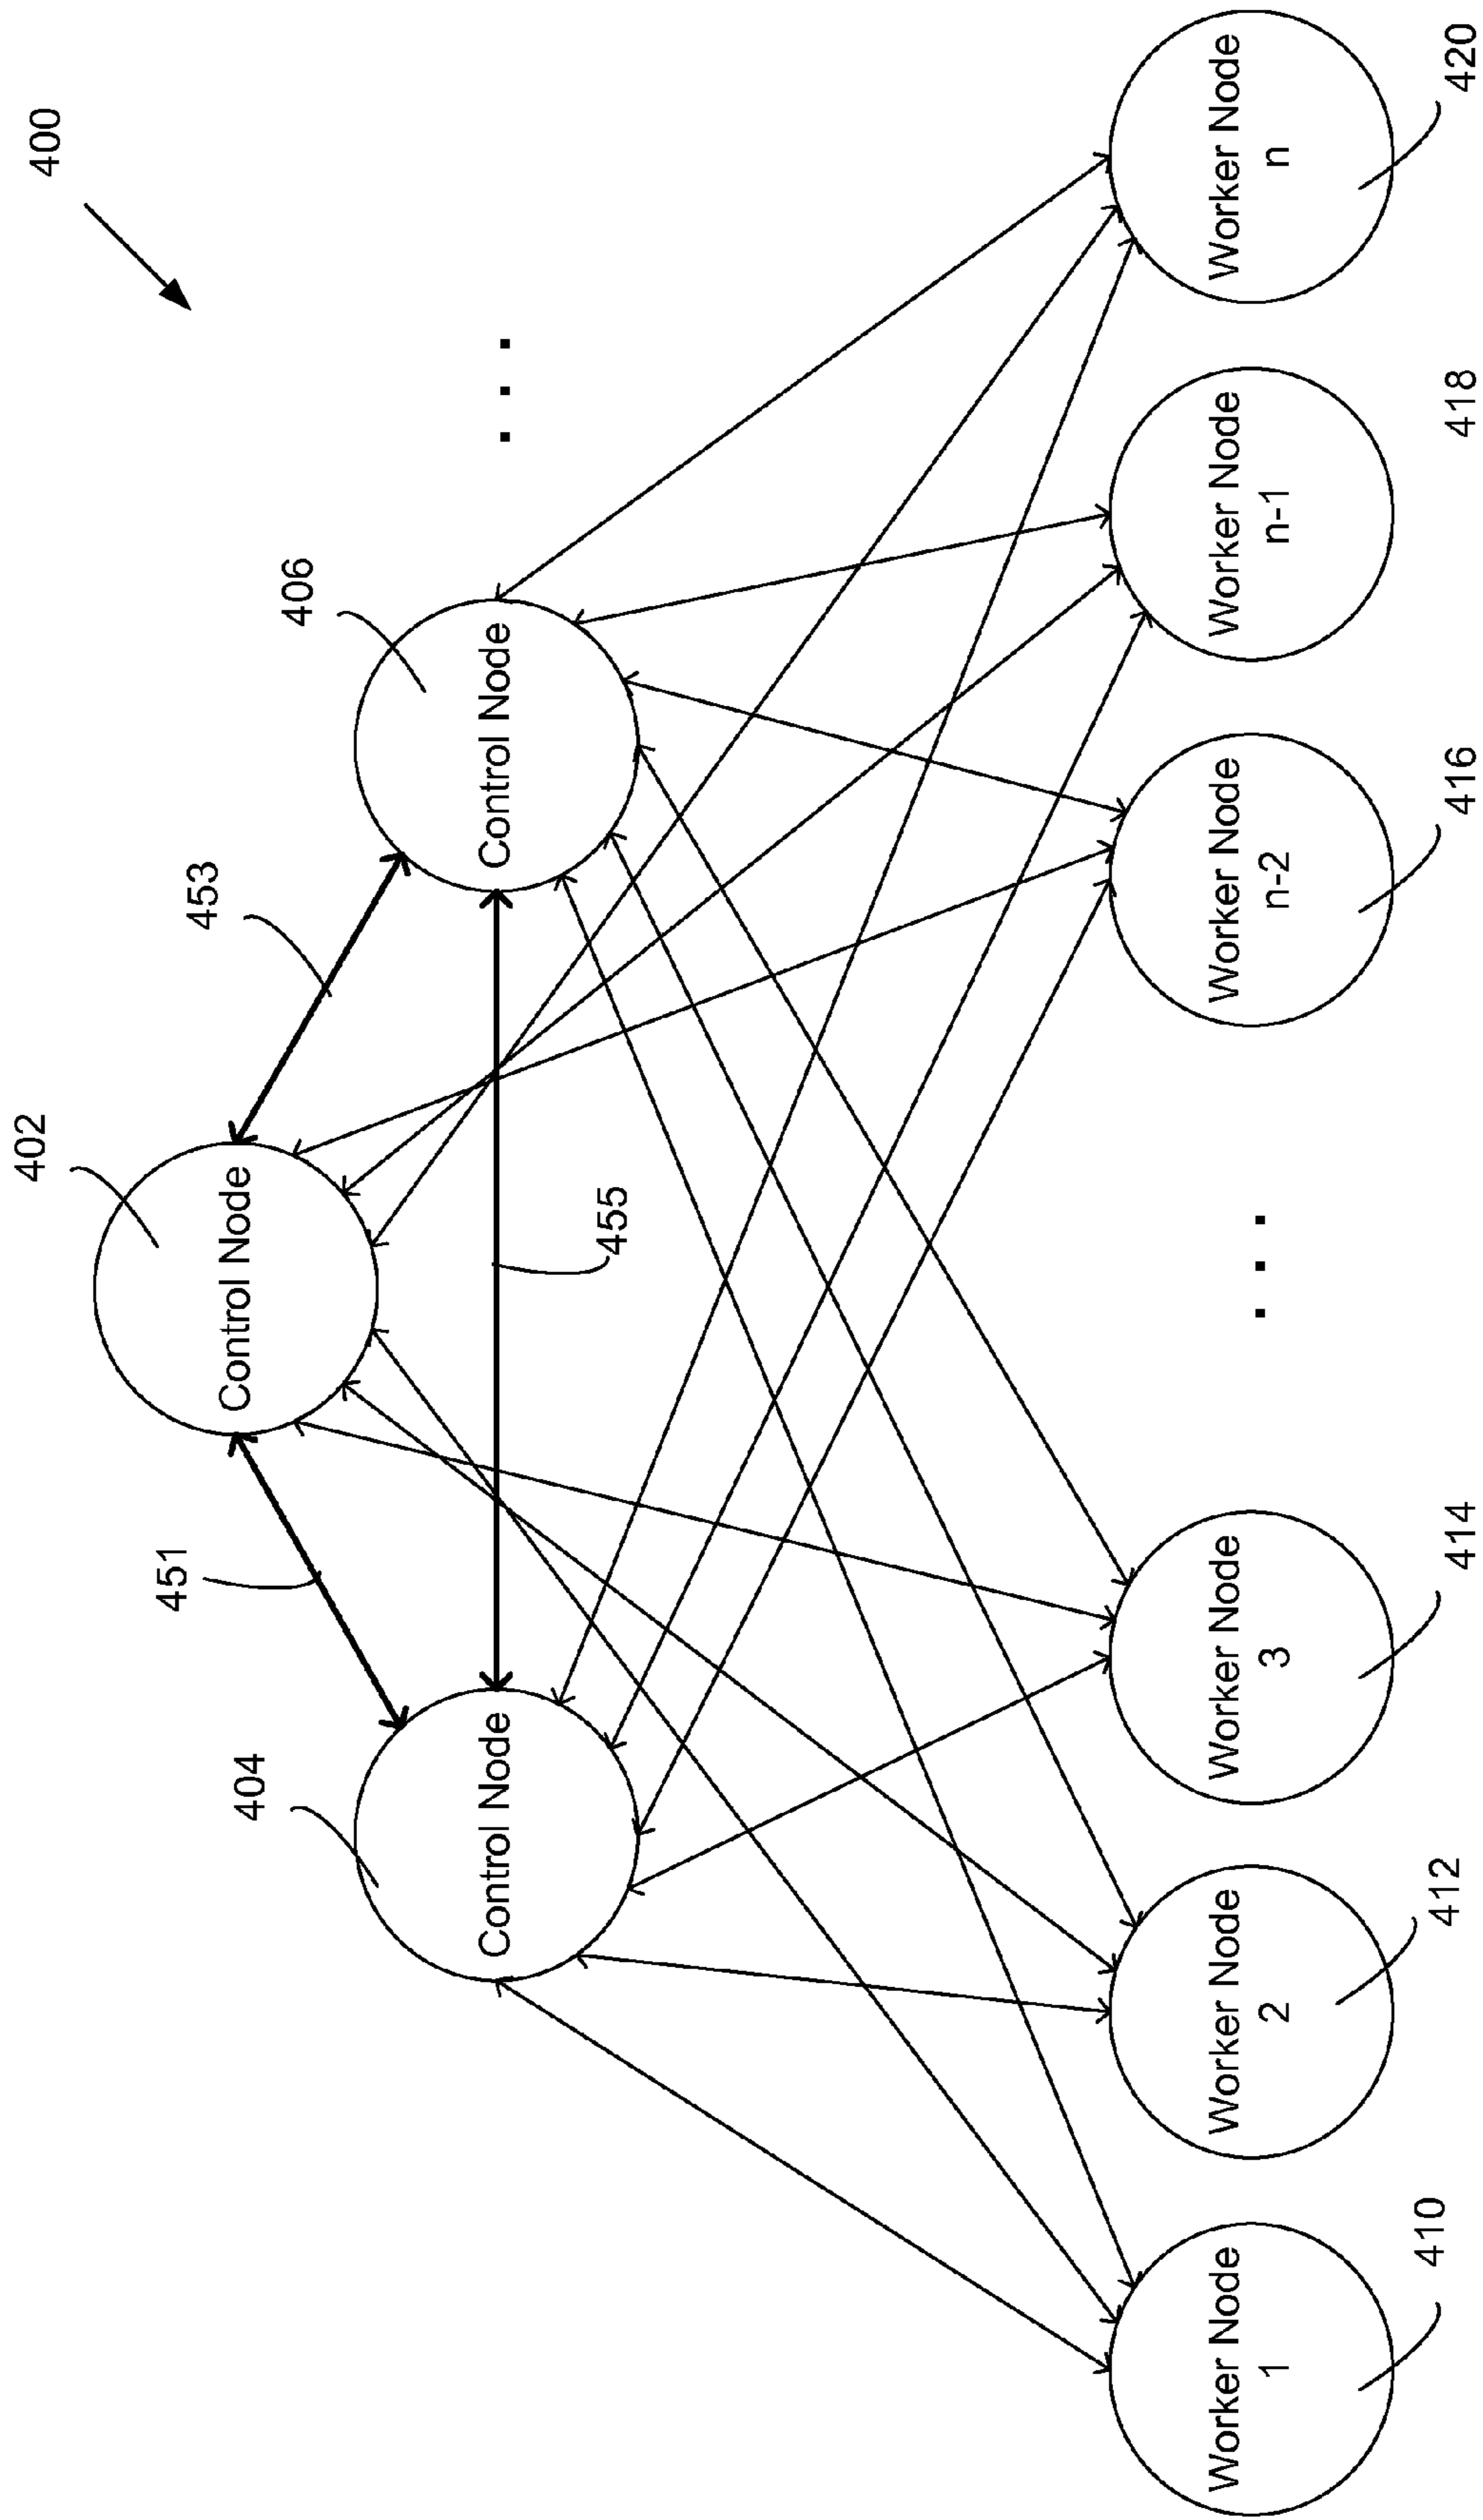 400
402
Control Node
451
453
404
406
Control Node
Control Node
. . .
455
Worker Node
1
Worker Node
2
Worker Node
3
. . .
Worker Node
n-2
Worker Node
n-1
Worker Node
n
410
412
414
416
418
420